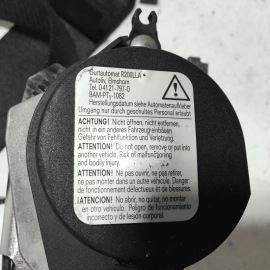 Gurtautomat R200LLA
Autoliv, Elmshorn
Tel. 04121-797-0
BAM-PT₁-1082
Herstellungsdatum siehe Automatenaufkleber
Umgang nur durch geschultes Personal erlaubt
ACHTUNG! Nicht öffnen, nicht entfernen,
nicht in ein anderes Fahrzeug einbauen.
Gefahr von Fehlfunktion und Verletzung.
ATTENTION! Do not open, remove or put into
another vehicle. Risk of malfunctioning
and bodily injury.
ATTENTION! Ne pas ouvrir, ne pas retirer,
ne pas monter dans un autre véhicule. Danger
de fonctionnement défectueux et de blessures.
¡ATENCION! No abrir, no quitar, no montar en
otro vehículo. Peligro de funcionamiento
incorrecto y de lesión corporal.